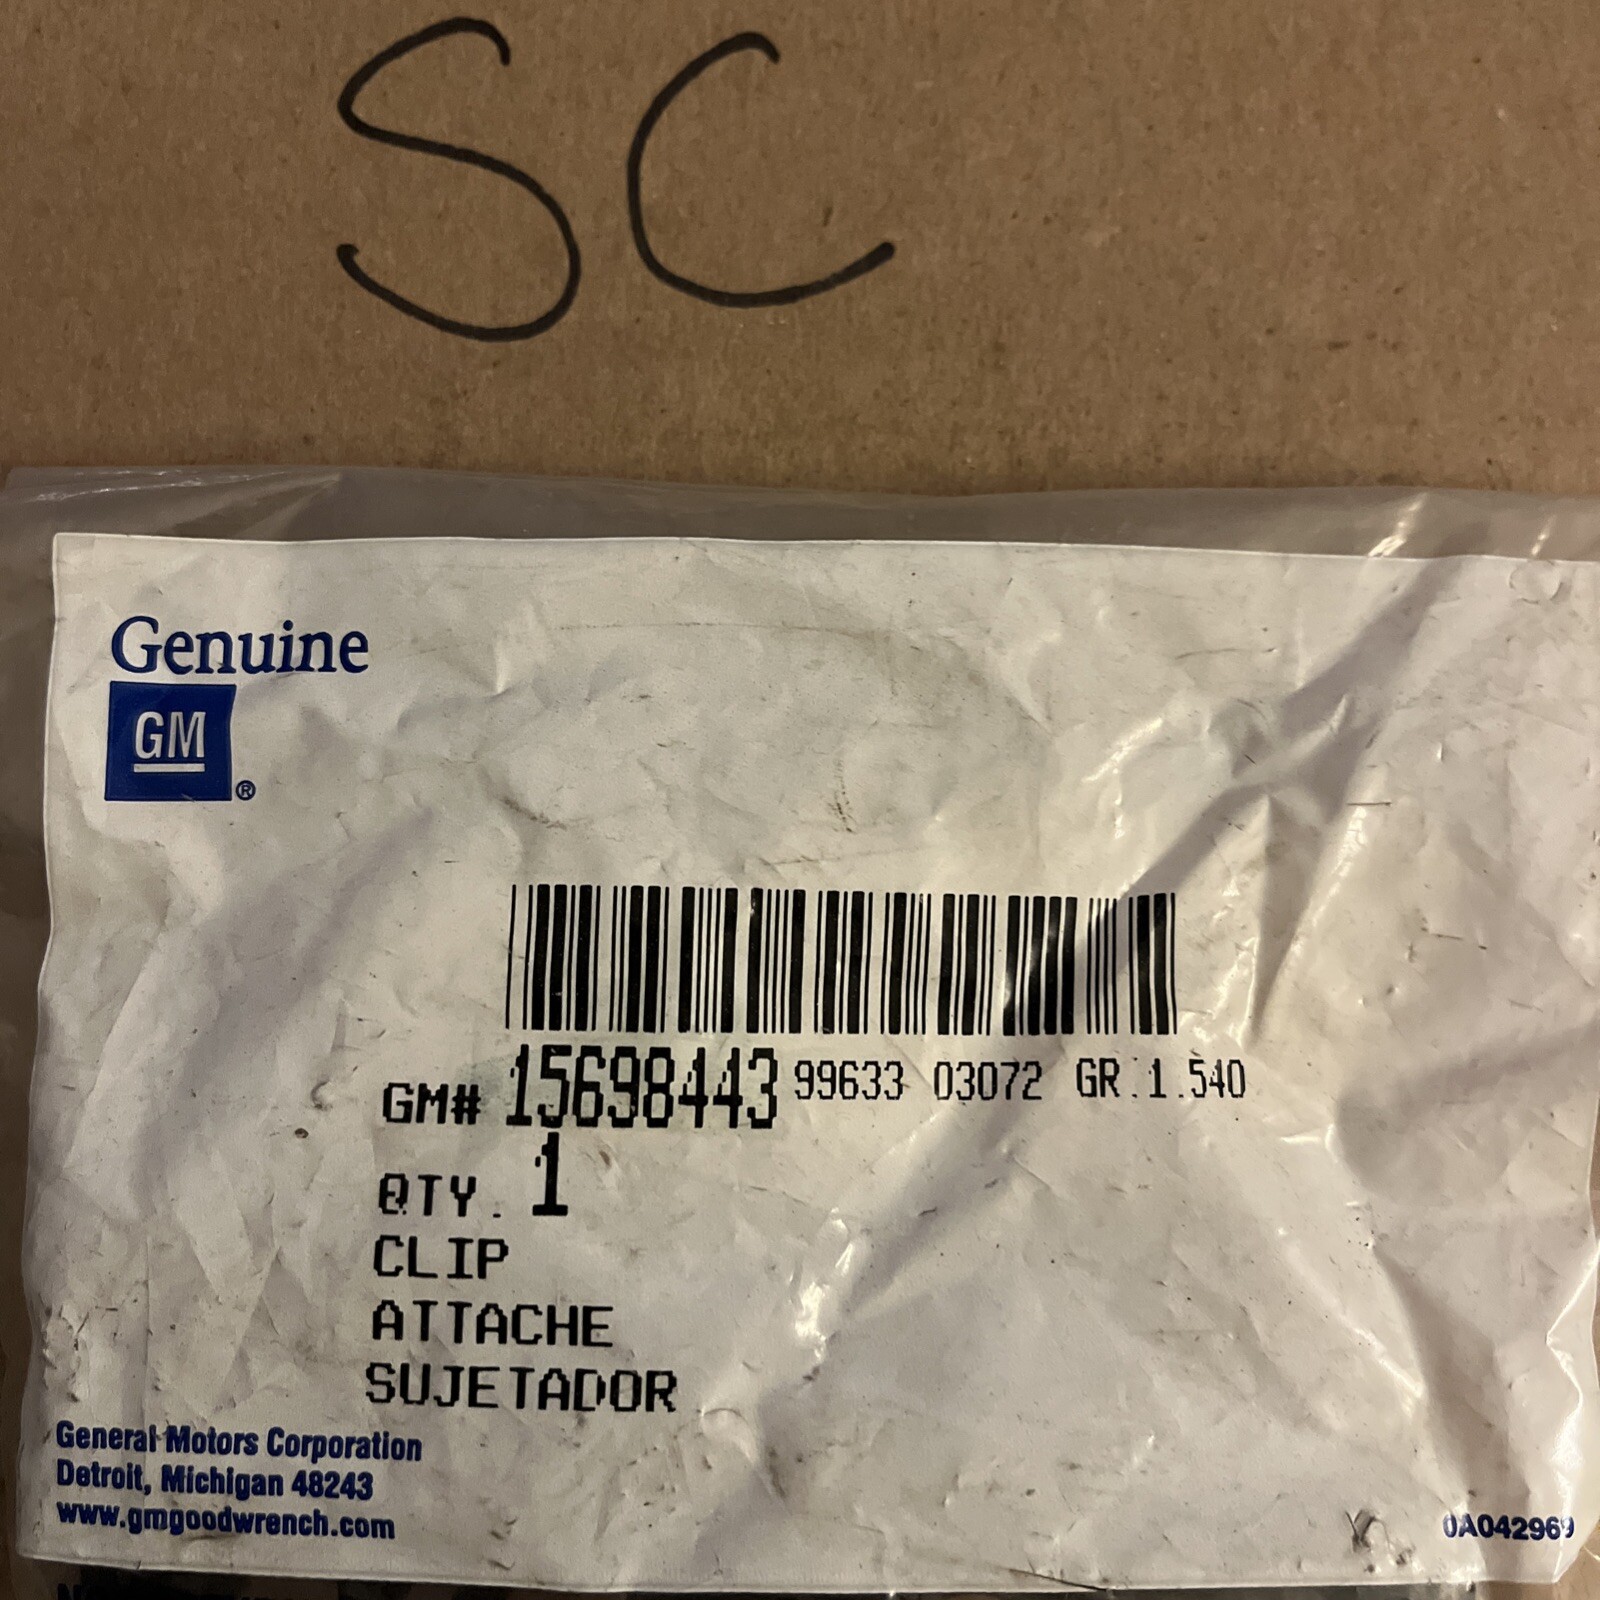 SC
Genuine
GM
®
GM# 15698443 99633 03072 GR.1.540
QTY. 1
CLIP
ATTACHE
SUJETADOR
General Motors Corporation
Detroit, Michigan 48243
www.gmgoodwrench.com
0A042969